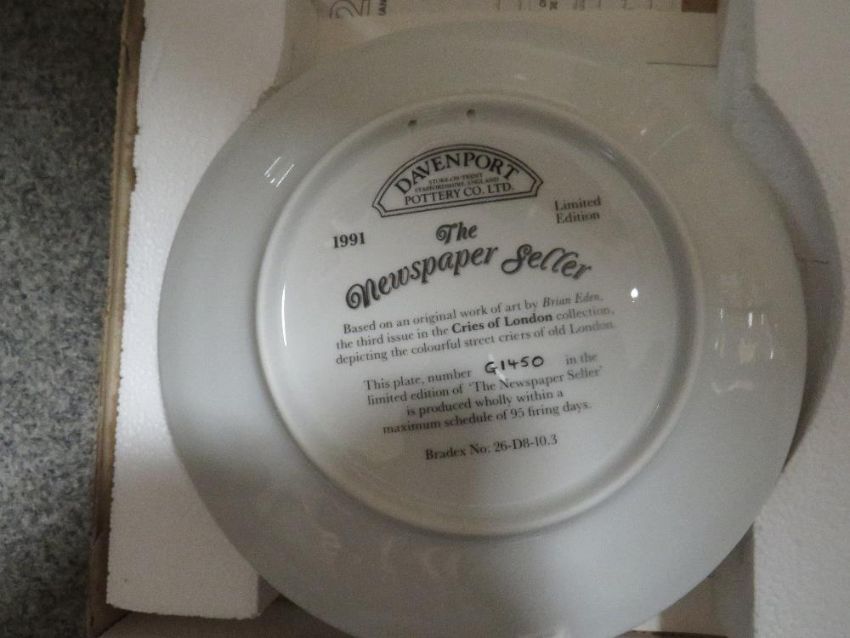 DAVENPORT
STOKE-ON-TRENT
STAFFORDSHIRE, ENGLAND
POTTERY CO. LTD.
Limited
Edition
1991
The
Newspaper Seller
Based on an original work of art by Brian Eden,
the third issue in the Cries of London collection,
depicting the colourful street criers of old London.
This plate, number G1450 in the
limited edition of 'The Newspaper Seller'
is produced wholly within a
maximum schedule of 95 firing days.
Bradex No. 26-D8-10.3